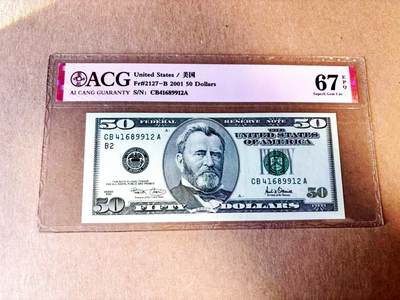 ACG
AI CANG GUARANTY
United States / 美国
Fr#2127-B 2001 50 Dollars
S/N: CB41689912A
67 EPQ
Superb Gem Unc
50 FEDERAL RESERVE NOTE 50
THE UNITED STATES OF AMERICA
CB 41689912 A
B2
CB 41689912 A
50 FIFTY DOLLARS 50